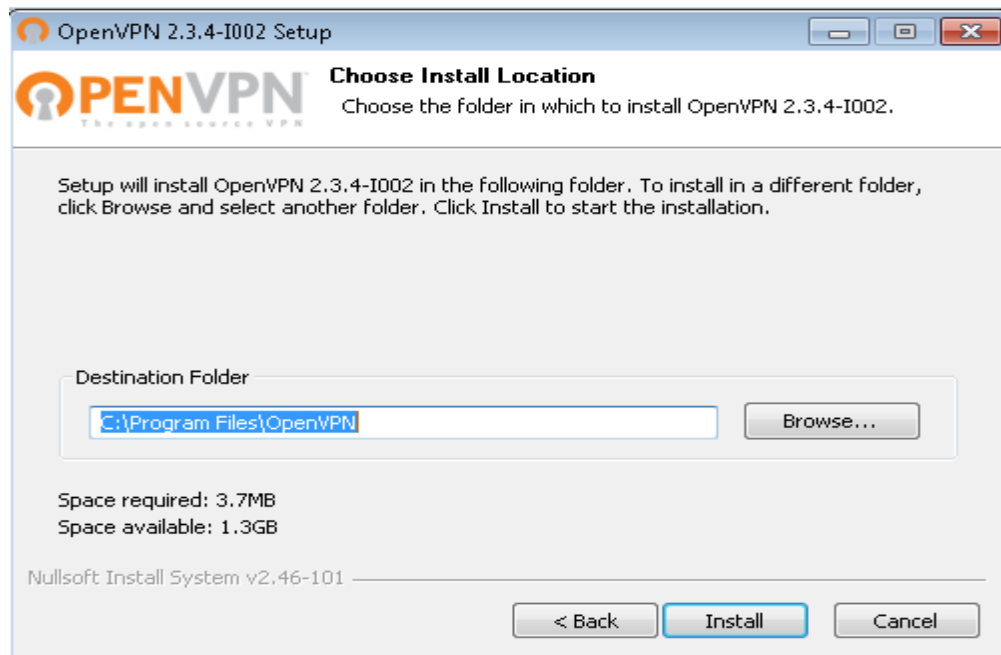 OpenVPN 2.3.4-I002 Setup
OPENVPN
The open source VPN
Choose Install Location
Choose the folder in which to install OpenVPN 2.3.4-I002.
Setup will install OpenVPN 2.3.4-I002 in the following folder. To install in a different folder,
click Browse and select another folder. Click Install to start the installation.
Destination Folder
C:\Program Files\OpenVPN
Browse...
Space required: 3.7MB
Space available: 1.3GB
Nullsoft Install System v2.46-101
< Back
Install
Cancel